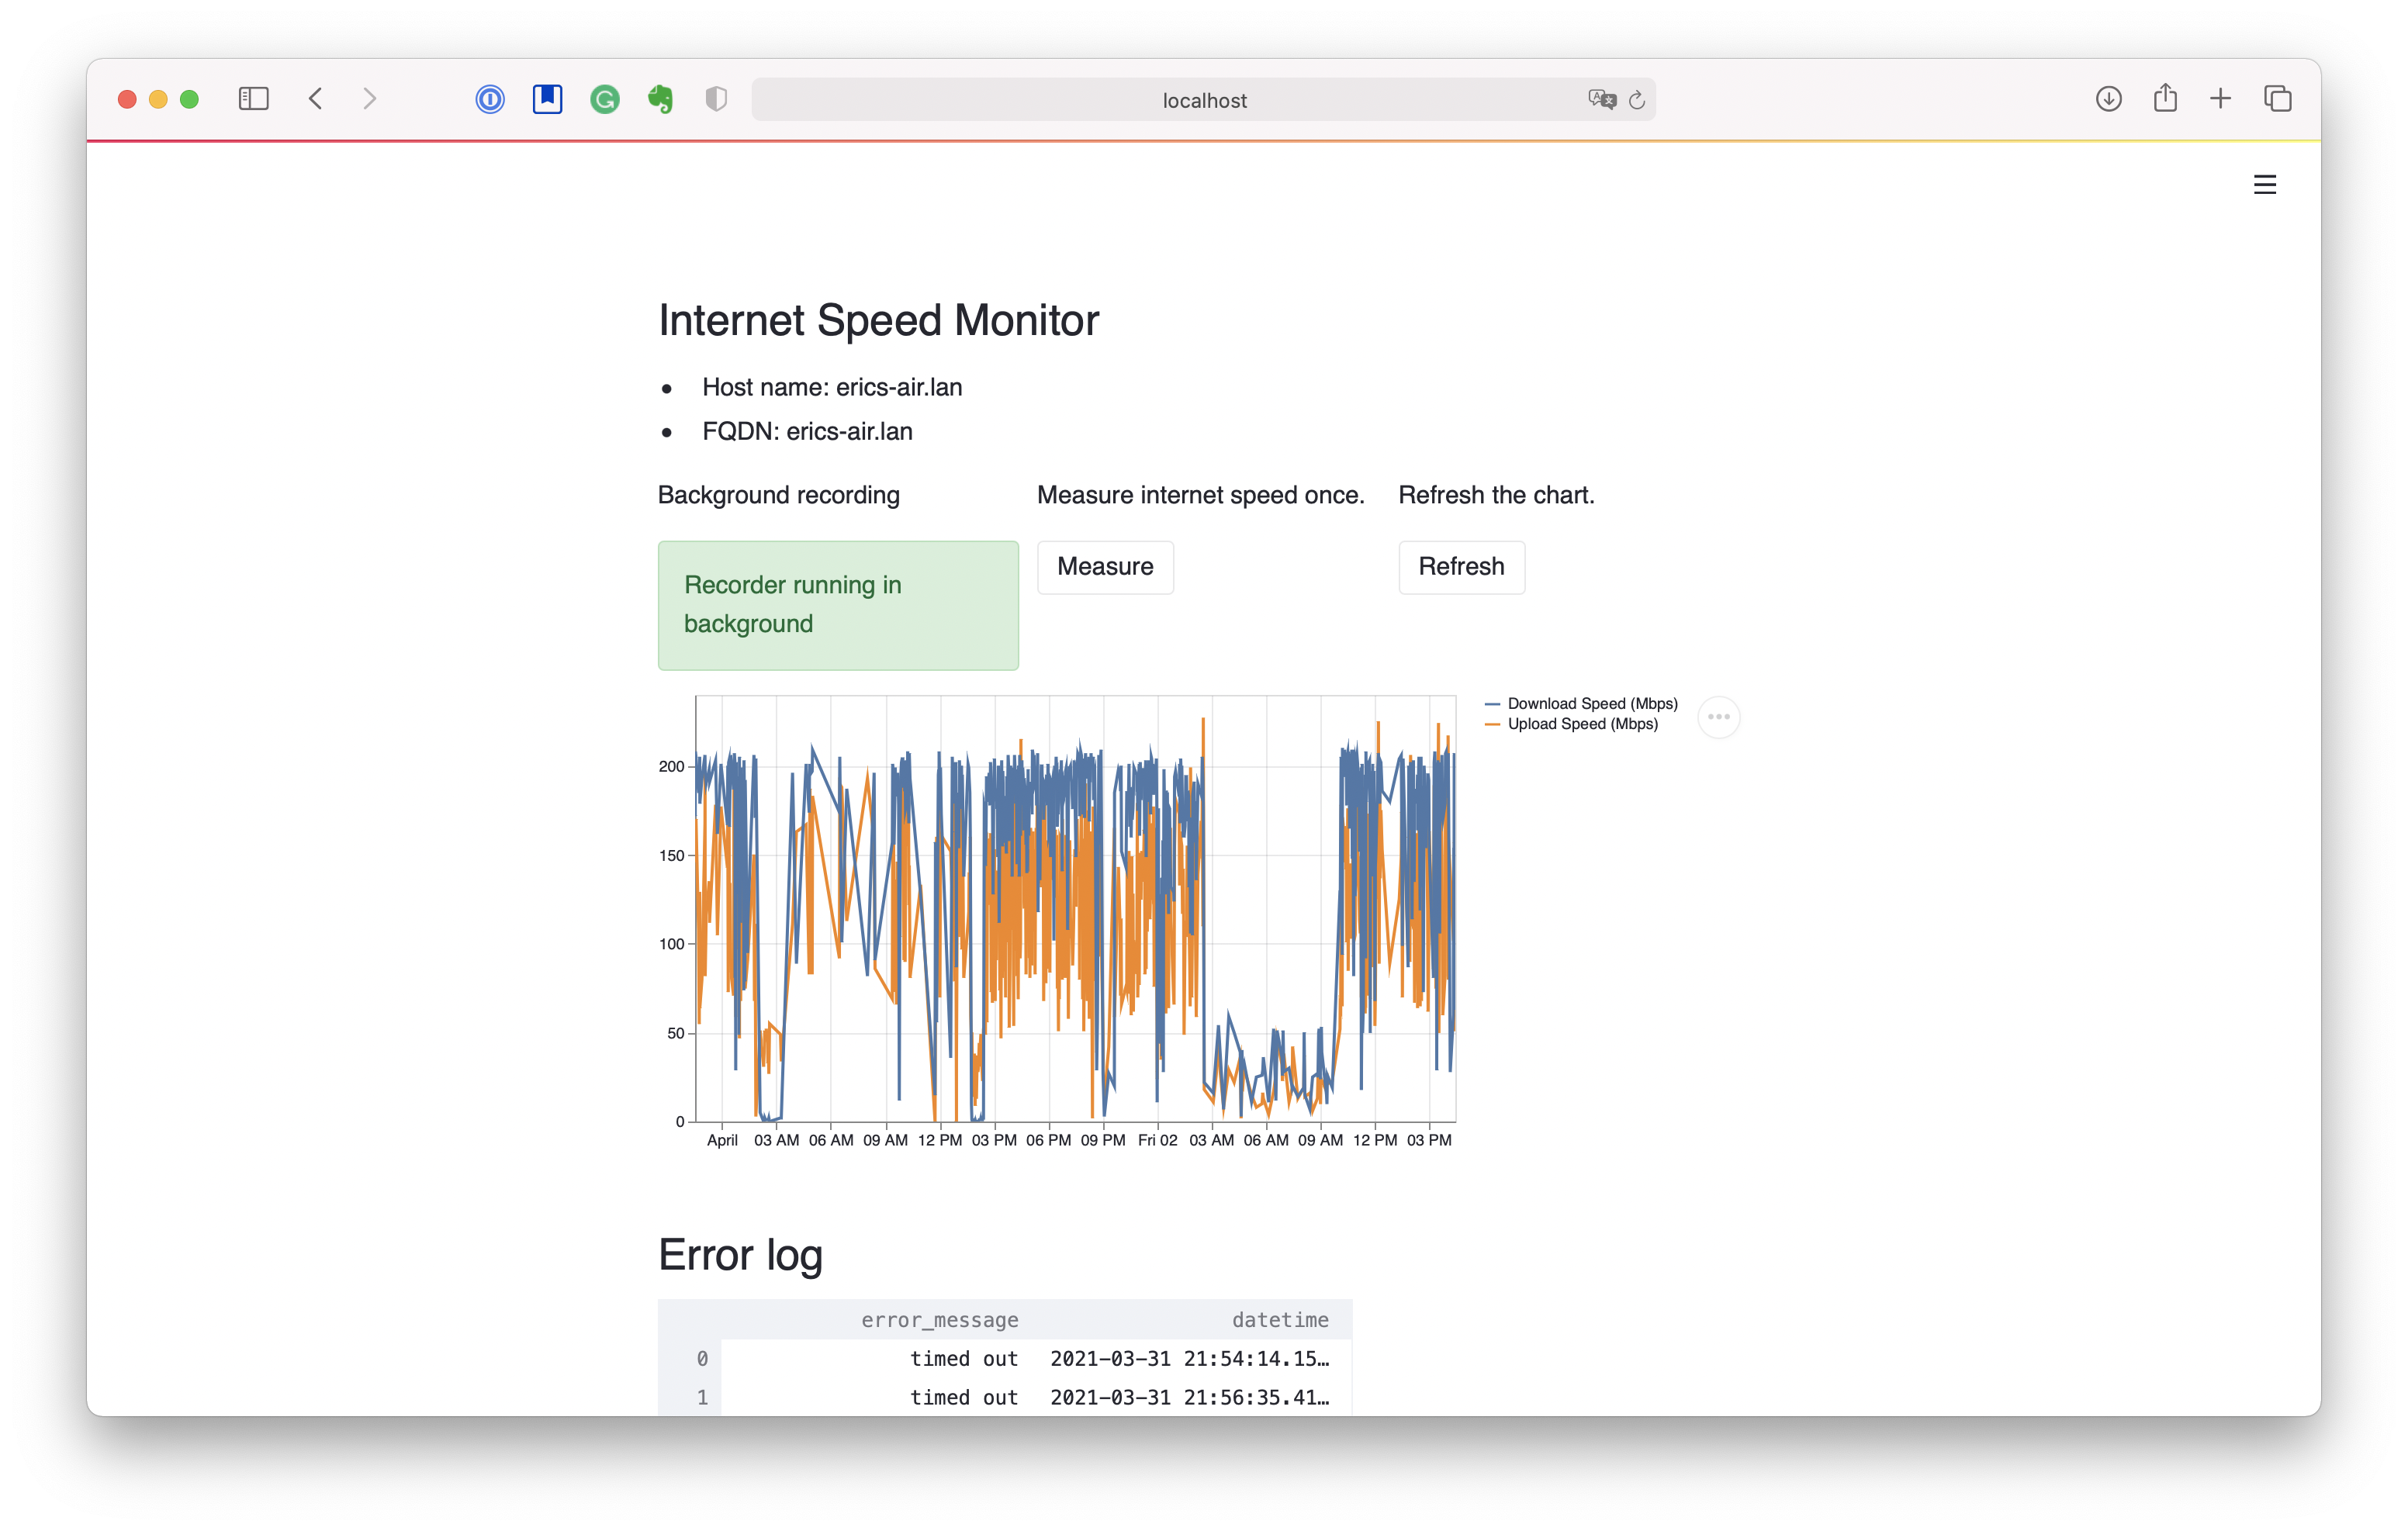 localhost
Internet Speed Monitor
Host name: erics-air.lan
FQDN: erics-air.lan
Background recording
Measure internet speed once.
Refresh the chart.
Recorder running in
background
Measure
Refresh
Download Speed (Mbps)
Upload Speed (Mbps)
200
150
100
50
0
April 03 AM 06 AM 09 AM 12 PM 03 PM 06 PM 09 PM Fri 02 03 AM 06 AM 09 AM 12 PM 03 PM
Error log
error_message datetime
0 timed out 2021-03-31 21:54:14.15…
1 timed out 2021-03-31 21:56:35.41…